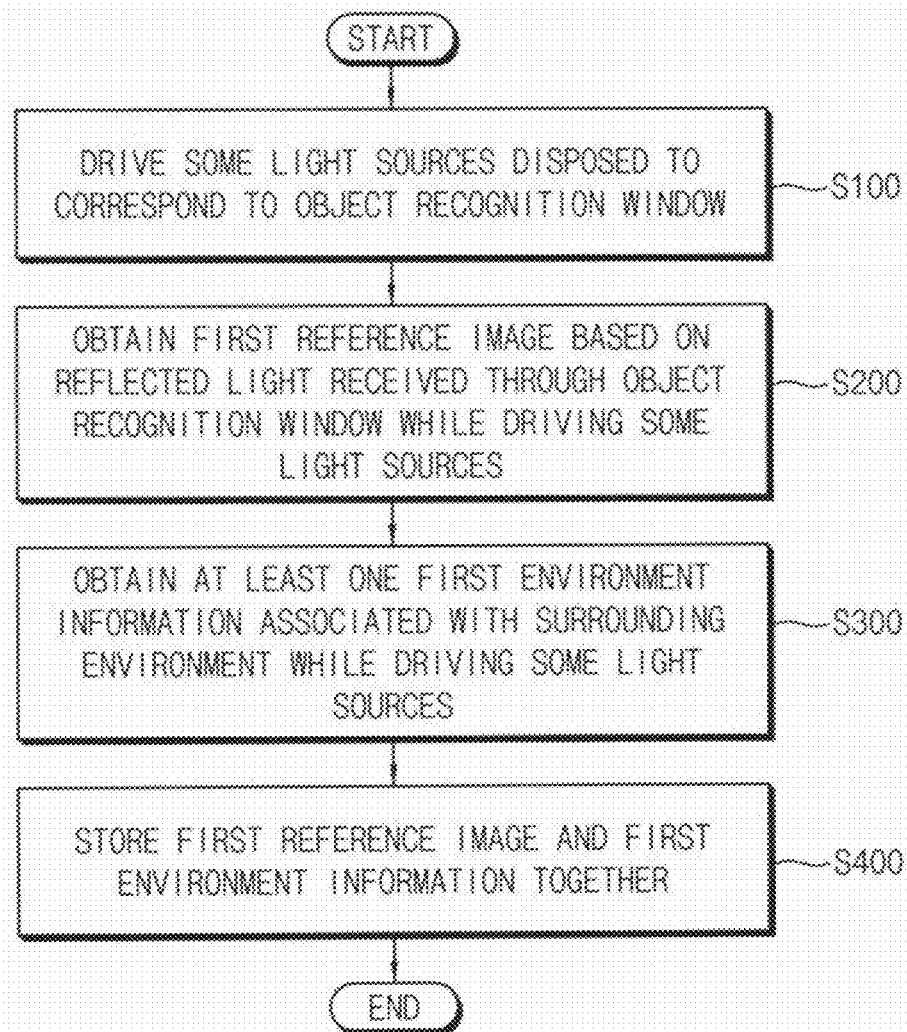 START
DRIVE SOME LIGHT SOURCES DISPOSED TO
CORRESPOND TO OBJECT RECOGNITION WINDOW
S100
OBTAIN FIRST REFERENCE IMAGE BASED ON
REFLECTED LIGHT RECEIVED THROUGH OBJECT
RECOGNITION WINDOW WHILE DRIVING SOME
LIGHT SOURCES
S200
OBTAIN AT LEAST ONE FIRST ENVIRONMENT
INFORMATION ASSOCIATED WITH SURROUNDING
ENVIRONMENT WHILE DRIVING SOME LIGHT
SOURCES
S300
STORE FIRST REFERENCE IMAGE AND FIRST
ENVIRONMENT INFORMATION TOGETHER
S400
END